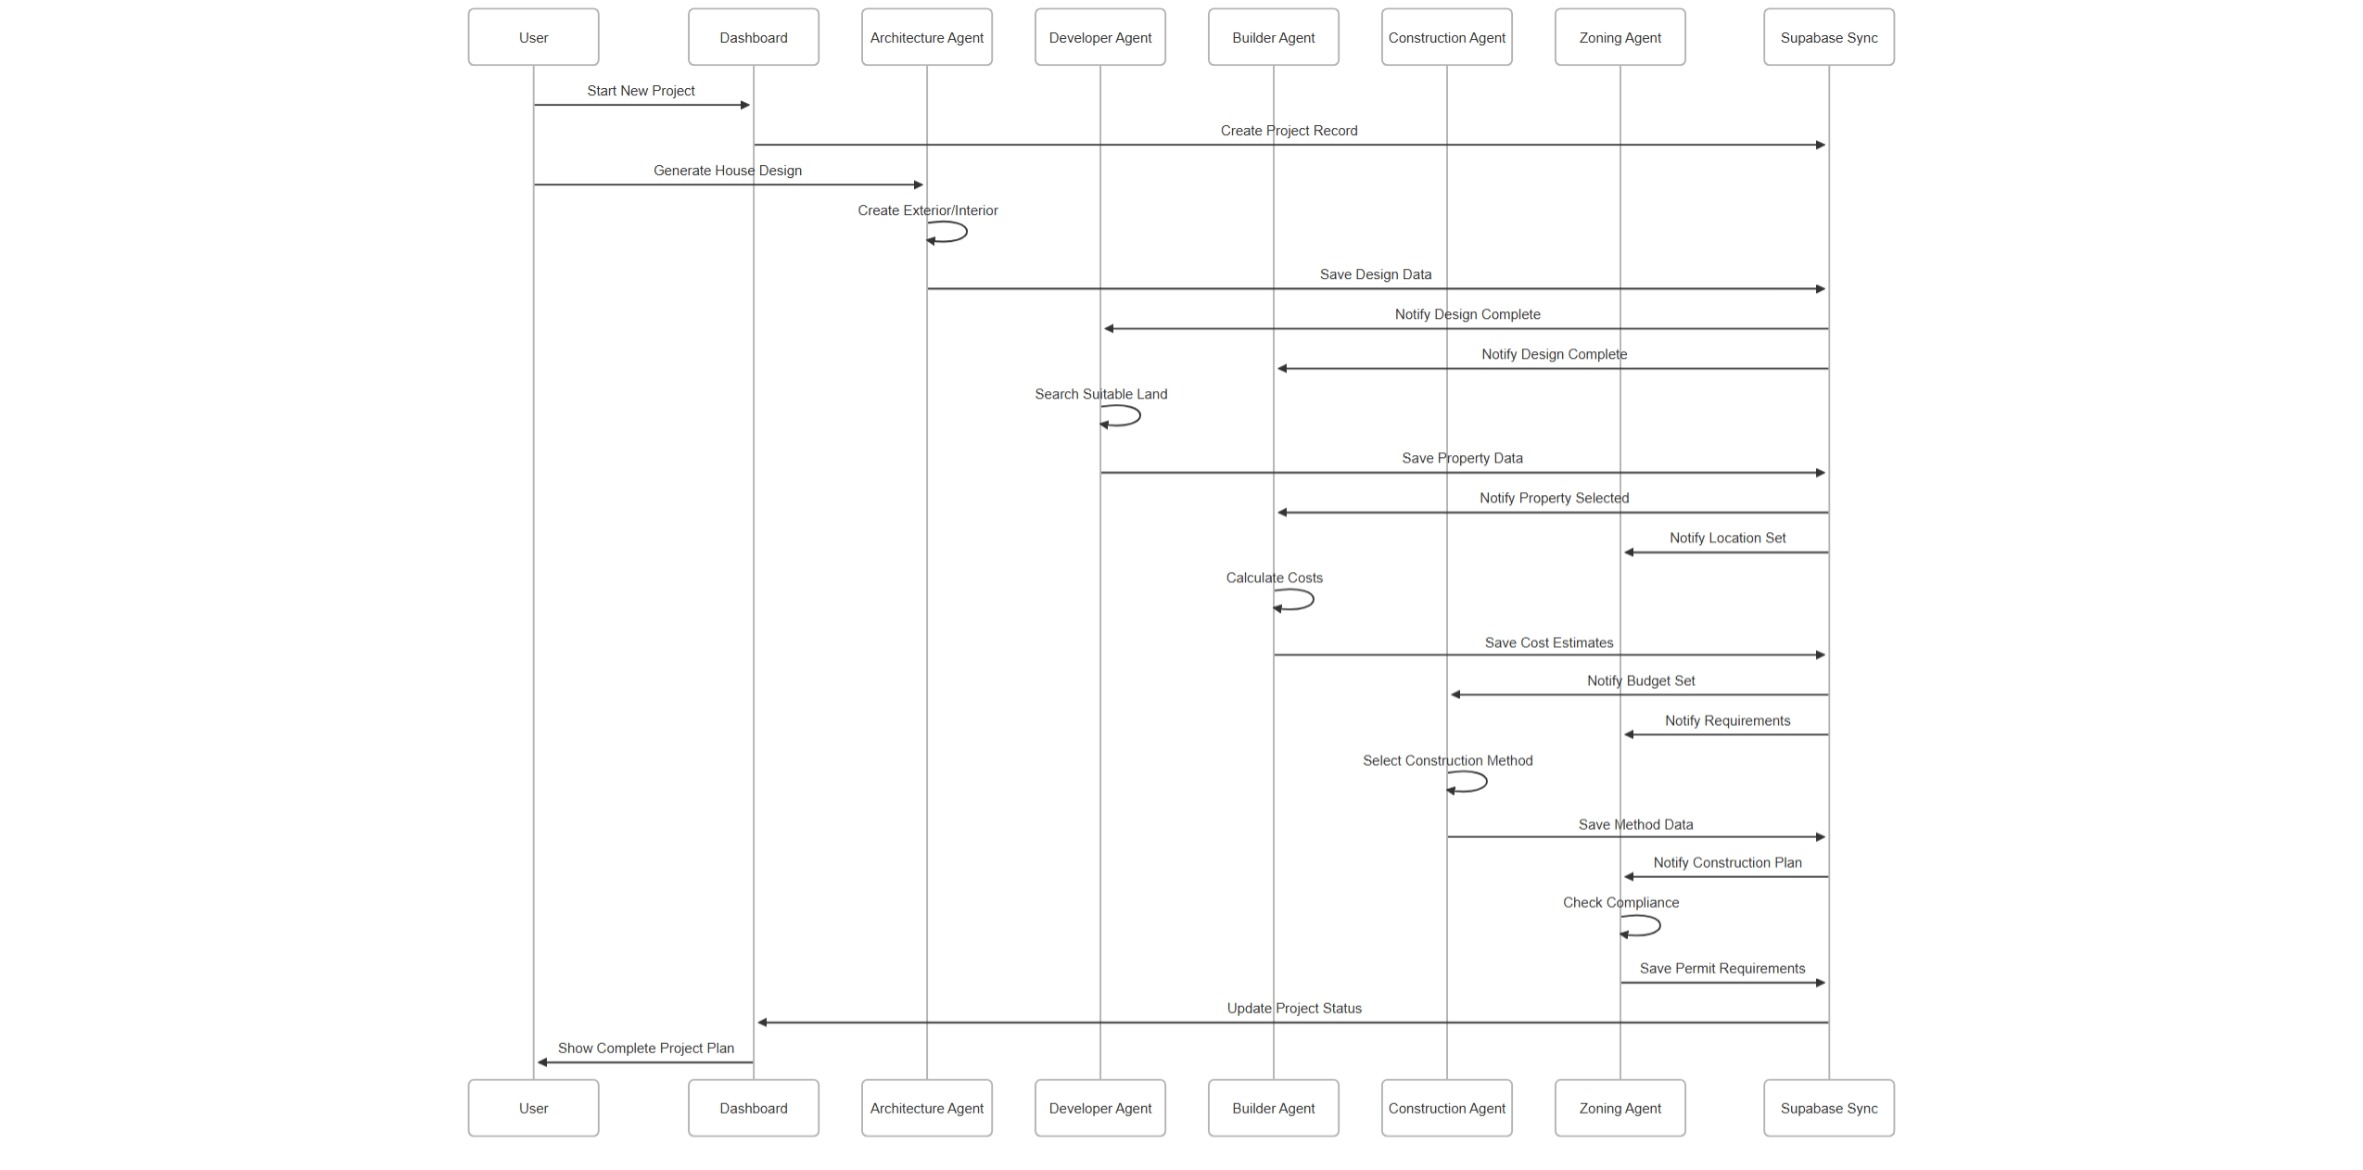 User
Dashboard
Architecture Agent
Developer Agent
Builder Agent
Construction Agent
Zoning Agent
Supabase Sync
Start New Project
Create Project Record
Generate House Design
Create Exterior/Interior
Save Design Data
Notify Design Complete
Notify Design Complete
Search Suitable Land
Save Property Data
Notify Property Selected
Notify Location Set
Calculate Costs
Save Cost Estimates
Notify Budget Set
Notify Requirements
Select Construction Method
Save Method Data
Notify Construction Plan
Check Compliance
Save Permit Requirements
Update Project Status
Show Complete Project Plan
User
Dashboard
Architecture Agent
Developer Agent
Builder Agent
Construction Agent
Zoning Agent
Supabase Sync